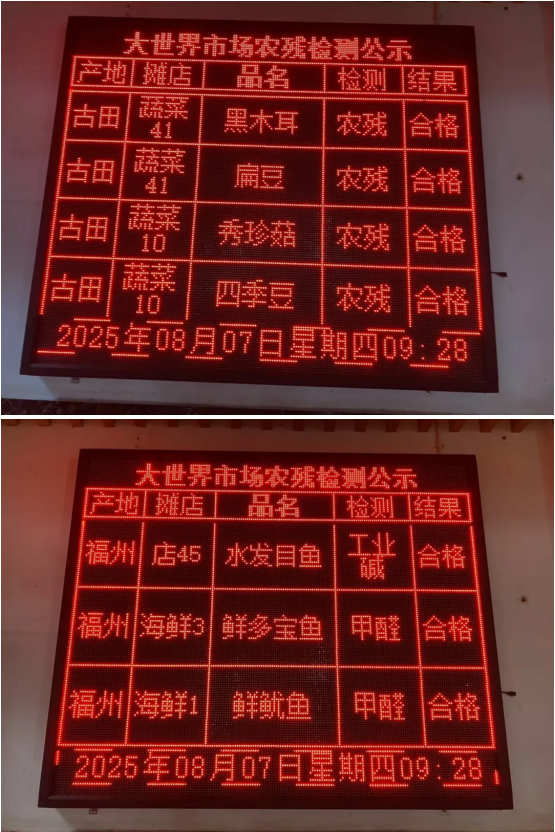 大世界市场农残检测公示
产地 摊店 品名 检测 结果
古田 蔬菜41 黑木耳 农残 合格
古田 蔬菜41 扁豆 农残 合格
古田 蔬菜10 秀珍菇 农残 合格
古田 蔬菜10 四季豆 农残 合格
2025年08月07日星期四09:28
大世界市场农残检测公示
产地 摊店 品名 检测 结果
福州 店45 水发目鱼 工业碱 合格
福州 海鲜3 鲜多宝鱼 甲醛 合格
福州 海鲜1 鲜鱿鱼 甲醛 合格
2025年08月07日星期四09:28